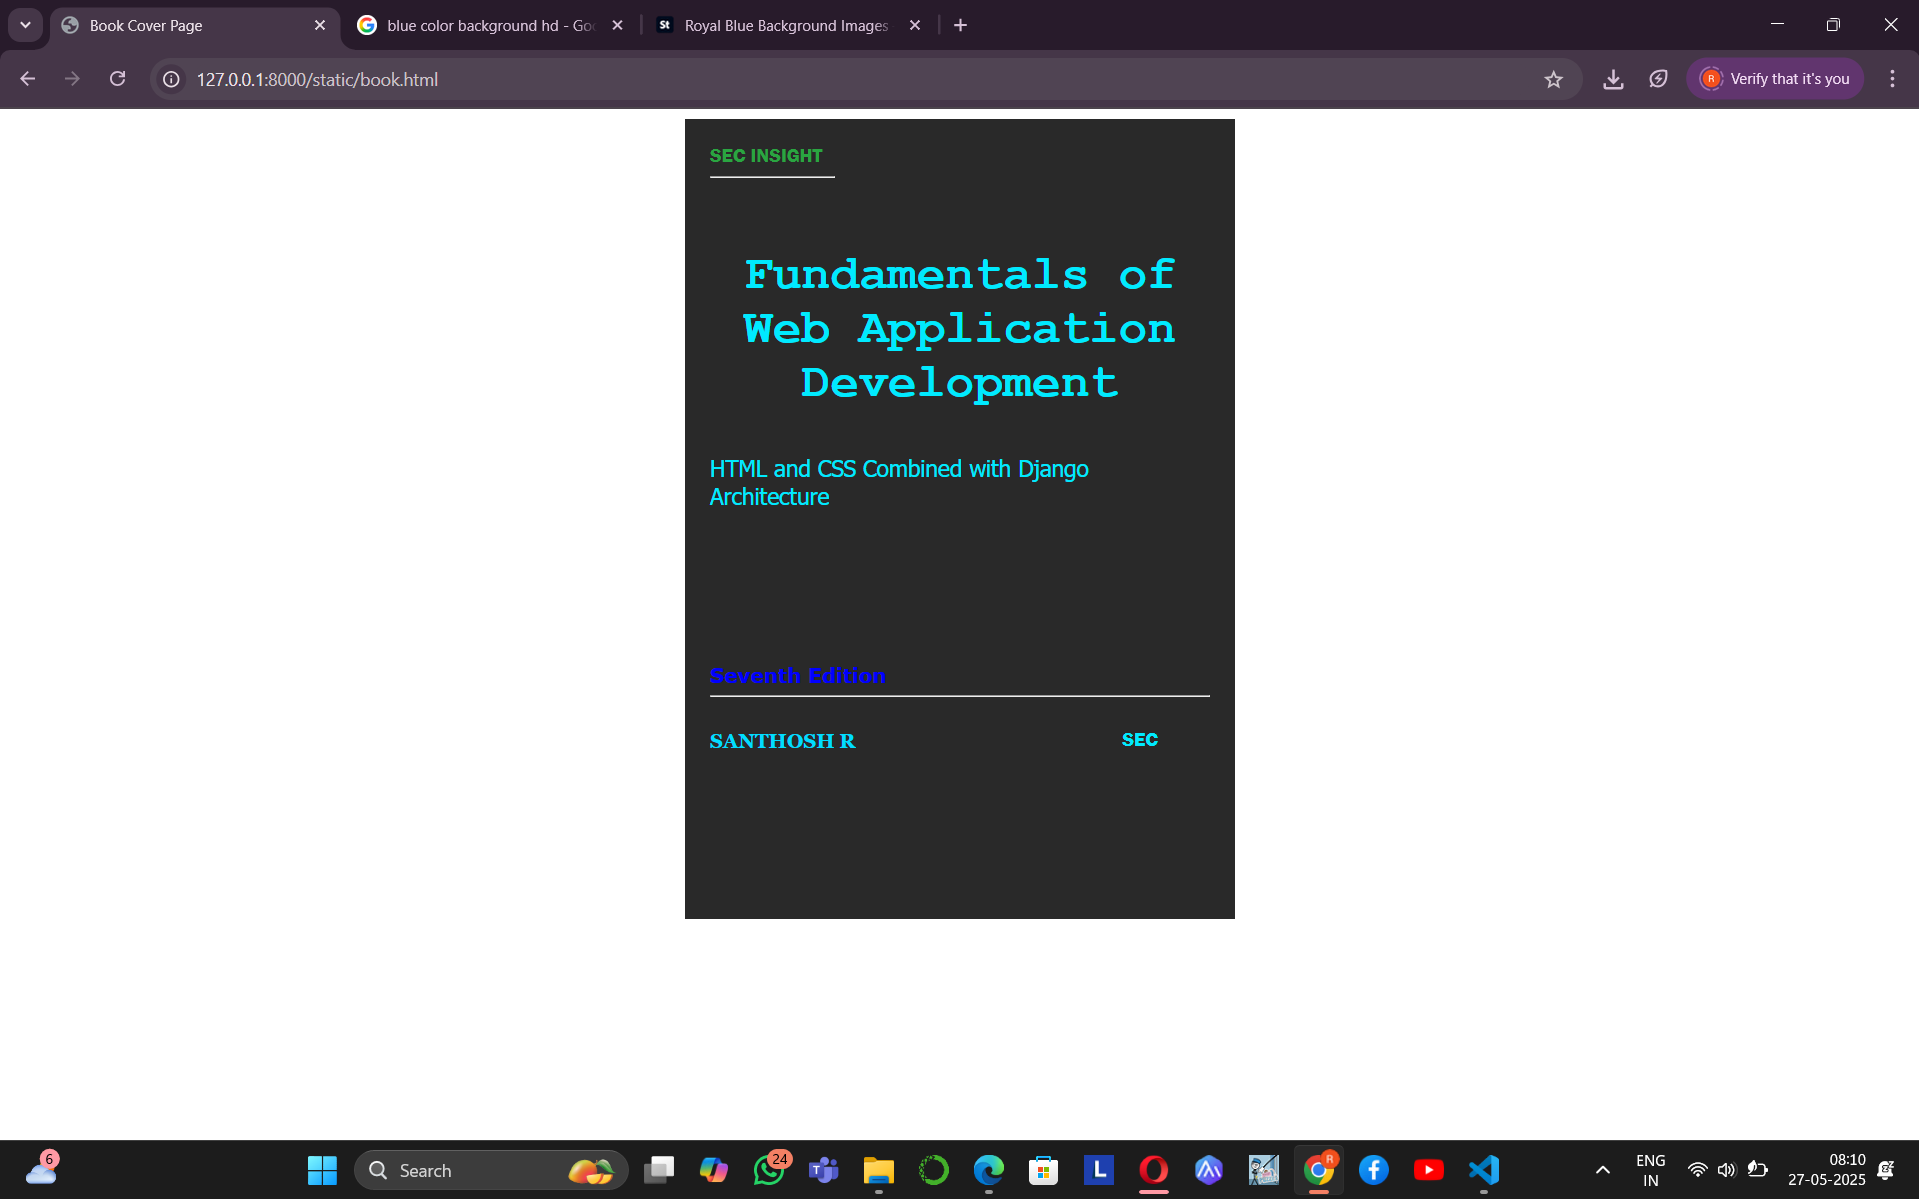 Book Cover Page
blue color background hd - Goo
St
Royal Blue Background Images
127.0.0.1:8000/static/book.html
R
Verify that it's you
SEC INSIGHT
Fundamentals of
Web Application
Development
HTML and CSS Combined with Django
Architecture
Seventh Edition
SANTHOSH R
SEC
6
Search
24
T
L
R
ENG
IN
08:10
27-05-2025